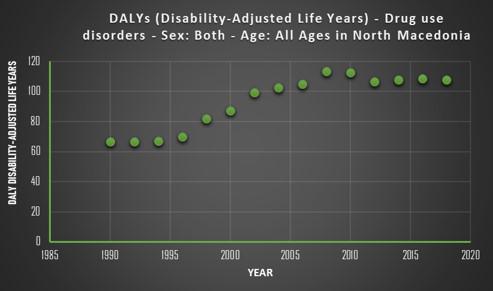 DALYs (Disability-Adjusted Life Years) - Drug use
disorders - Sex: Both - Age: All Ages in North Macedonia
DALY DISABILITY-ADJUSTED LIFE YEARS
120
100
80
60
40
20
0
1985 1990 1995 2000 2005 2010 2015 2020
YEAR